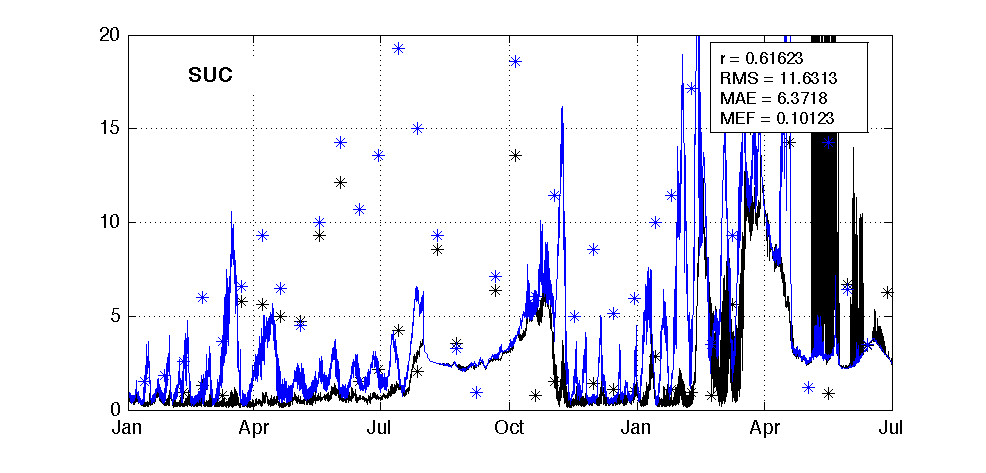 20
SUC
r = 0.61623
RMS = 11.6313
MAE = 6.3718
MEF = 0.10123
15
10
5
0
Jan Apr Jul Oct Jan Apr Jul